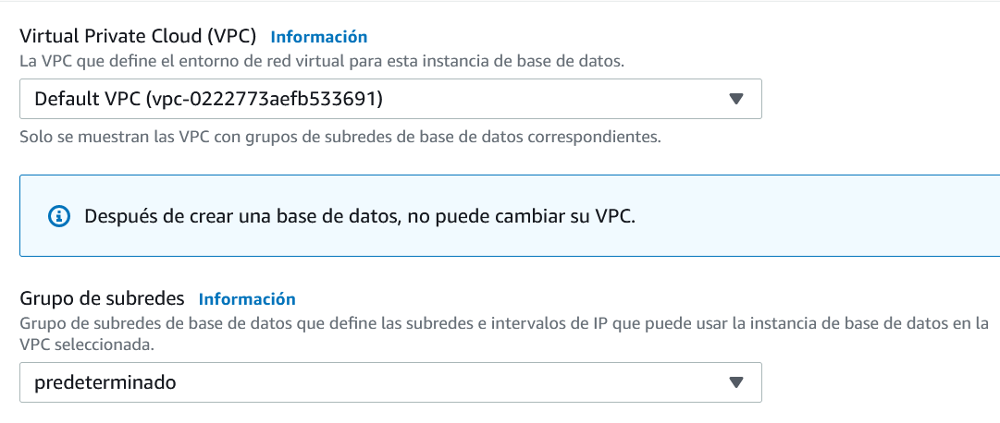 Virtual Private Cloud (VPC) Información
La VPC que define el entorno de red virtual para esta instancia de base de datos.
Default VPC (vpc-0222773aefb533691)
Solo se muestran las VPC con grupos de subredes de base de datos correspondientes.
Después de crear una base de datos, no puede cambiar su VPC.
Grupo de subredes Información
Grupo de subredes de base de datos que define las subredes e intervalos de IP que puede usar la instancia de base de datos en la
VPC seleccionada.
predeterminado